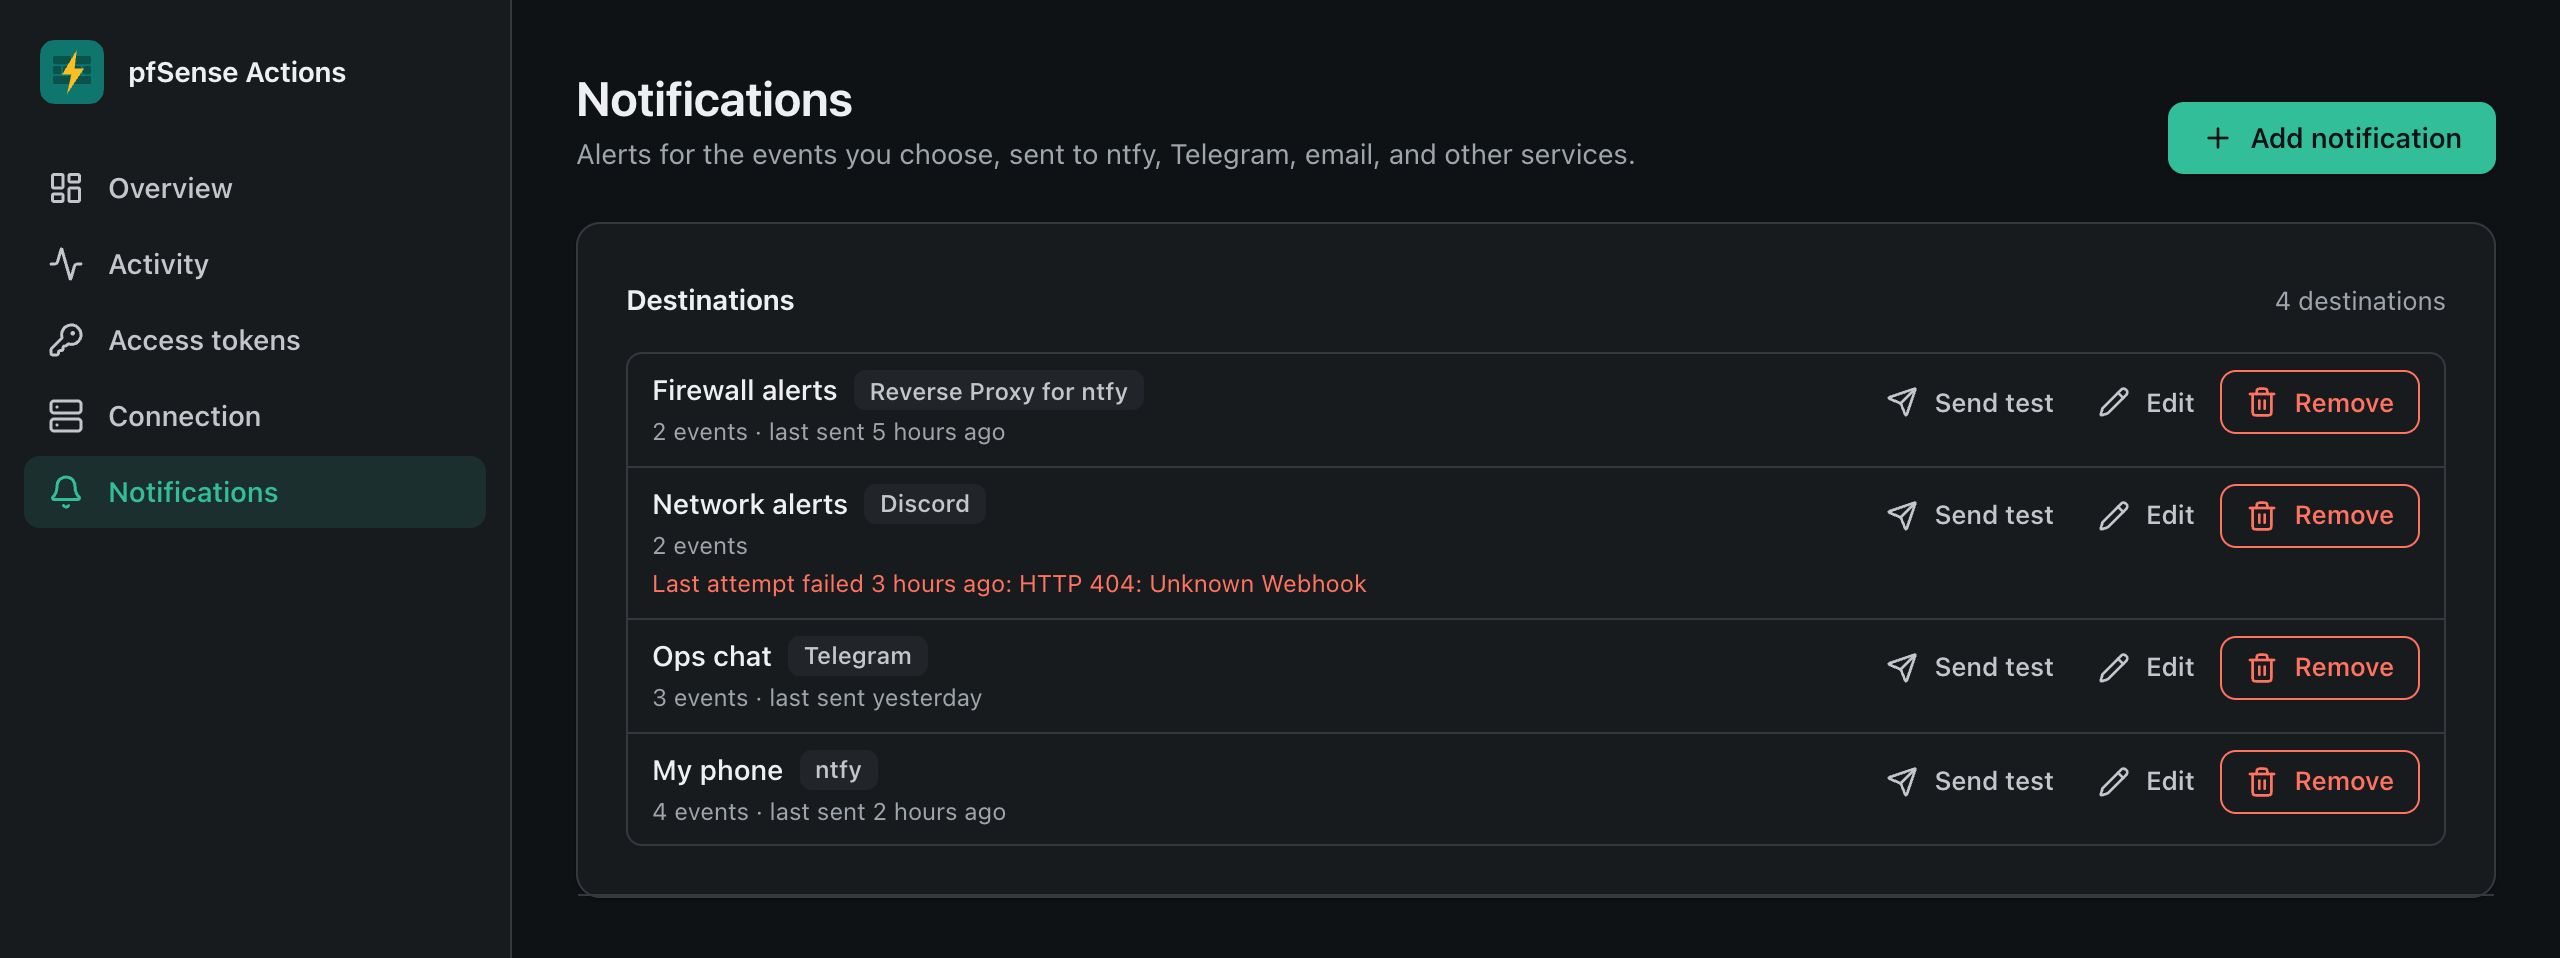 pfSense Actions
Overview
Activity
Access tokens
Connection
Notifications
Notifications
Alerts for the events you choose, sent to ntfy, Telegram, email, and other services.
Add notification
Destinations
4 destinations
Firewall alerts Reverse Proxy for ntfy
2 events · last sent 5 hours ago
Send test Edit Remove
Network alerts Discord
2 events
Last attempt failed 3 hours ago: HTTP 404: Unknown Webhook
Send test Edit Remove
Ops chat Telegram
3 events · last sent yesterday
Send test Edit Remove
My phone ntfy
4 events · last sent 2 hours ago
Send test Edit Remove